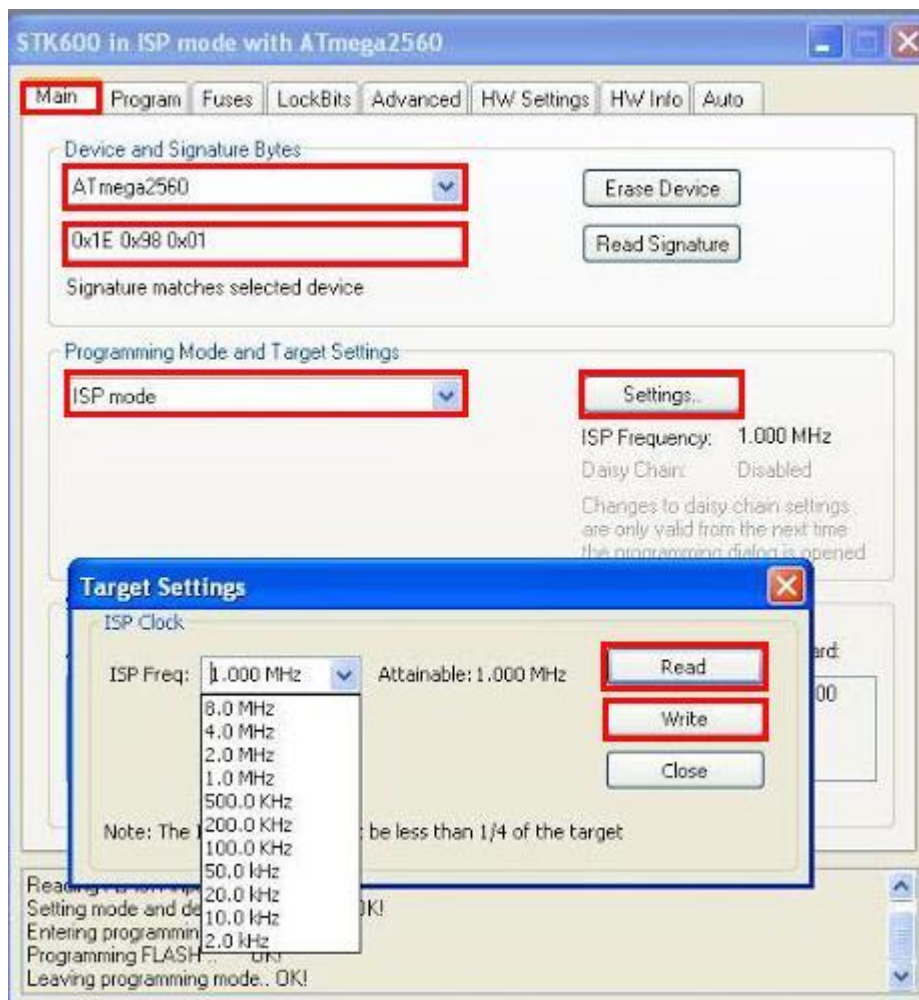 STK600 in ISP mode with ATmega2560
Main Program Fuses LockBits Advanced HW Settings HW Info Auto
Device and Signature Bytes
ATmega2560
Erase Device
0x1E 0x98 0x01
Read Signature
Signature matches selected device
Programming Mode and Target Settings
ISP mode
Settings..
ISP Frequency: 1.000 MHz
Daisy Chain: Disabled
Changes to daisy chain settings
are only valid from the next time
the programming dialog is opened
Target Settings
ISP Clock
ISP Freq: 1.000 MHz Attainable: 1.000 MHz
Read
Write
Close
8.0 MHz
4.0 MHz
2.0 MHz
1.0 MHz
500.0 KHz
200.0 KHz
100.0 KHz
50.0 kHz
20.0 kHz
10.0 kHz
2.0 kHz
Note: The be less than 1/4 of the target
00
Setting mode and
Entering
Programming FLASH .. OK!
Leaving programming mode.. OK!